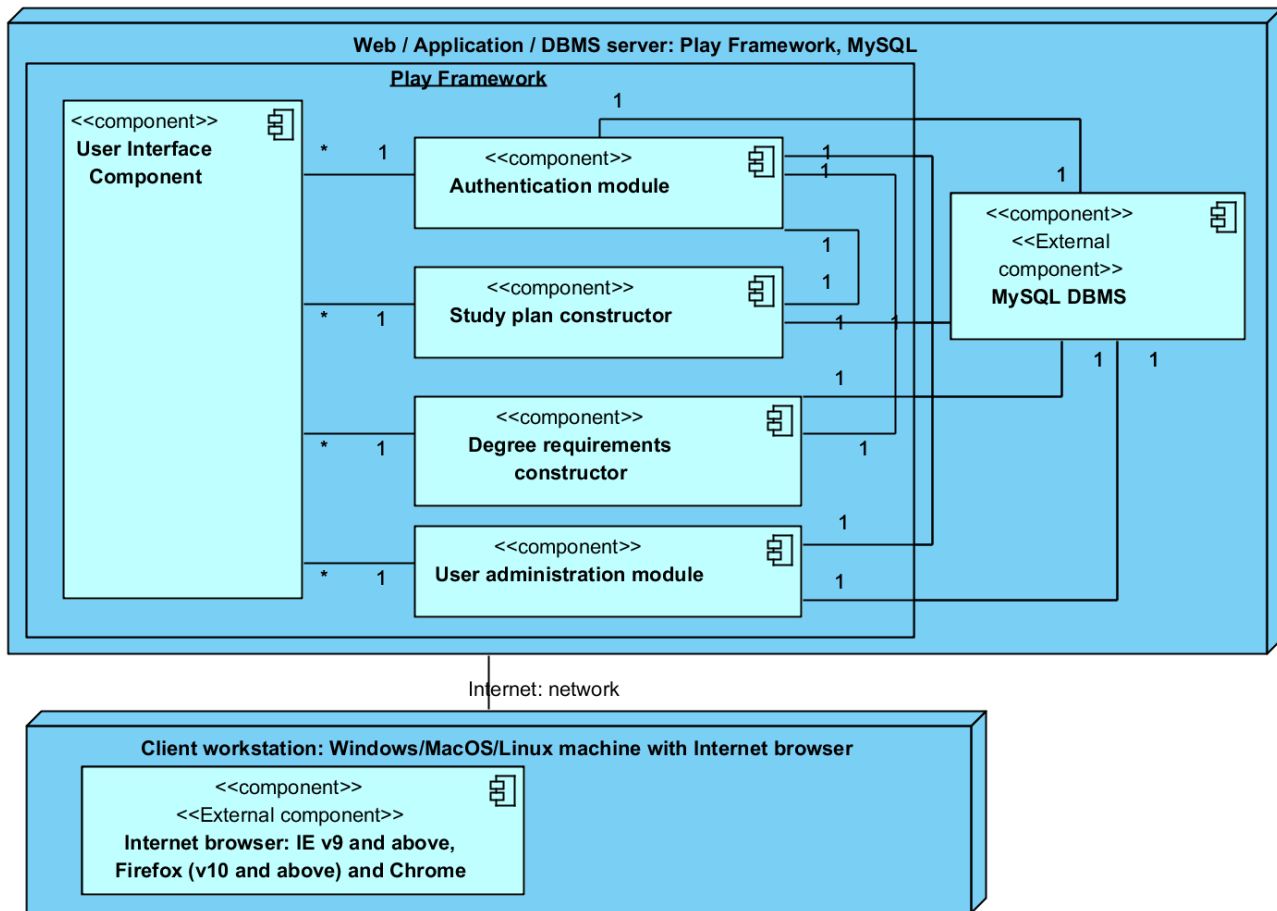 Web / Application / DBMS server: Play Framework, MySQL
Play Framework
<<component>>
User Interface
Component
* 1
<<component>>
Authentication module
1
1
1
1
1
1
<<component>>
<<External
component>>
MySQL DBMS
<<component>>
Study plan constructor
* 1
1
1 1
1
1 1
<<component>>
Degree requirements
constructor
* 1
1
1
<<component>>
User administration module
* 1
1
Internet: network
Client workstation: Windows/MacOS/Linux machine with Internet browser
<<component>>
<<External component>>
Internet browser: IE v9 and above,
Firefox (v10 and above) and Chrome